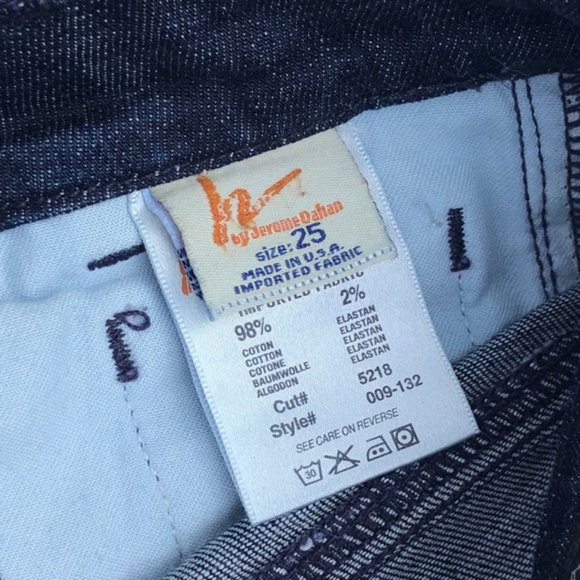 by Jerome Dahan
size: 25
MADE IN U.S.A.
IMPORTED FABRIC
IMPORTED FABRIC
98% 2%
COTON ELASTAN
COTTON ELASTAN
COTONE ELASTAN
BAUMWOLLE ELASTAN
ALGODON
Cut# 5218
Style# 009-132
SEE CARE ON REVERSE
30